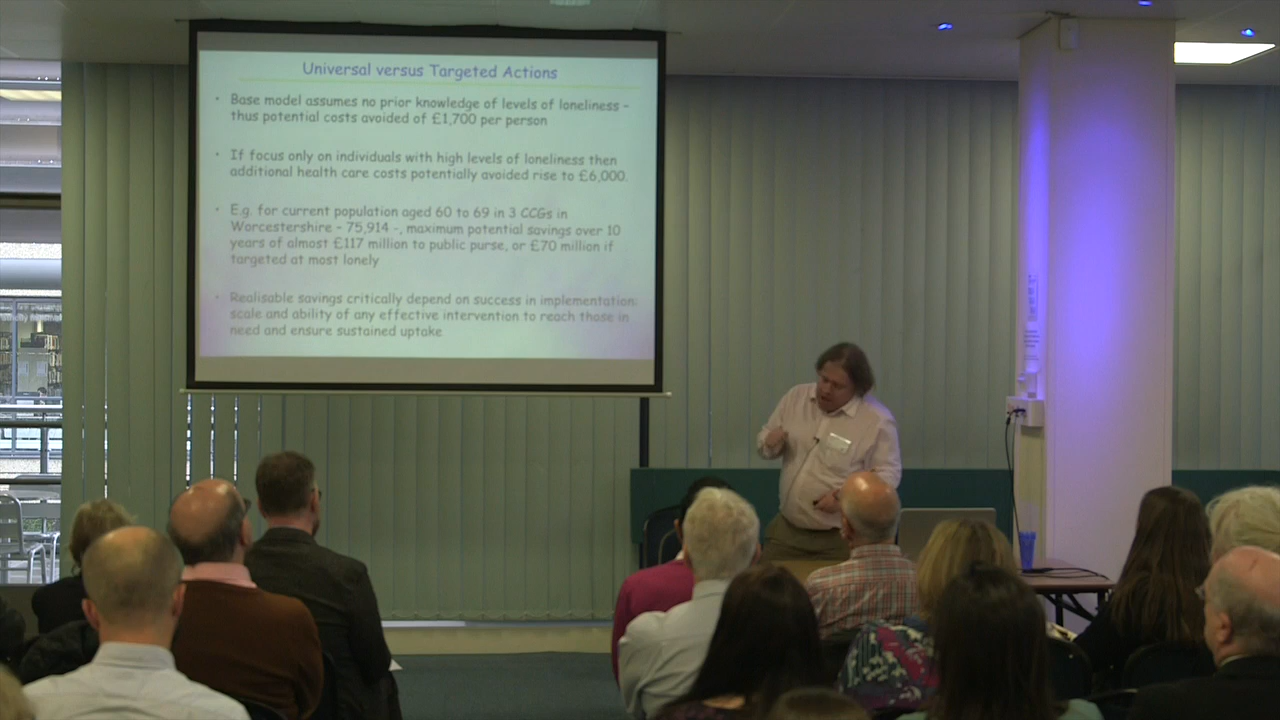 Universal versus Targeted Actions
• Base model assumes no prior knowledge of levels of loneliness –
thus potential costs avoided of £1,700 per person
• If focus only on individuals with high levels of loneliness then
additional health care costs potentially avoided rise to £6,000.
• E.g. for current population aged 60 to 69 in 3 CCGs in
Worcestershire – 75,914 -, maximum potential savings over 10
years of almost £117 million to public purse, or £70 million if
targeted at most lonely
• Realisable savings critically depend on success in implementation:
scale and ability of any effective intervention to reach those in
need and ensure sustained uptake